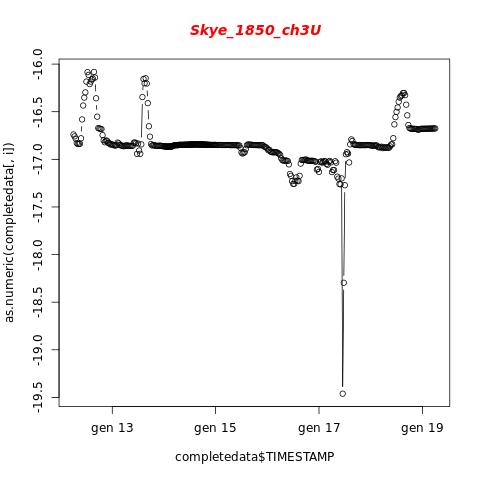 Skye_1850_ch3U
as.numeric(completedata[, i])
-16.0
-16.5
-17.0
-17.5
-18.0
-18.5
-19.0
-19.5
gen 13
gen 15
gen 17
gen 19
completedata$TIMESTAMP